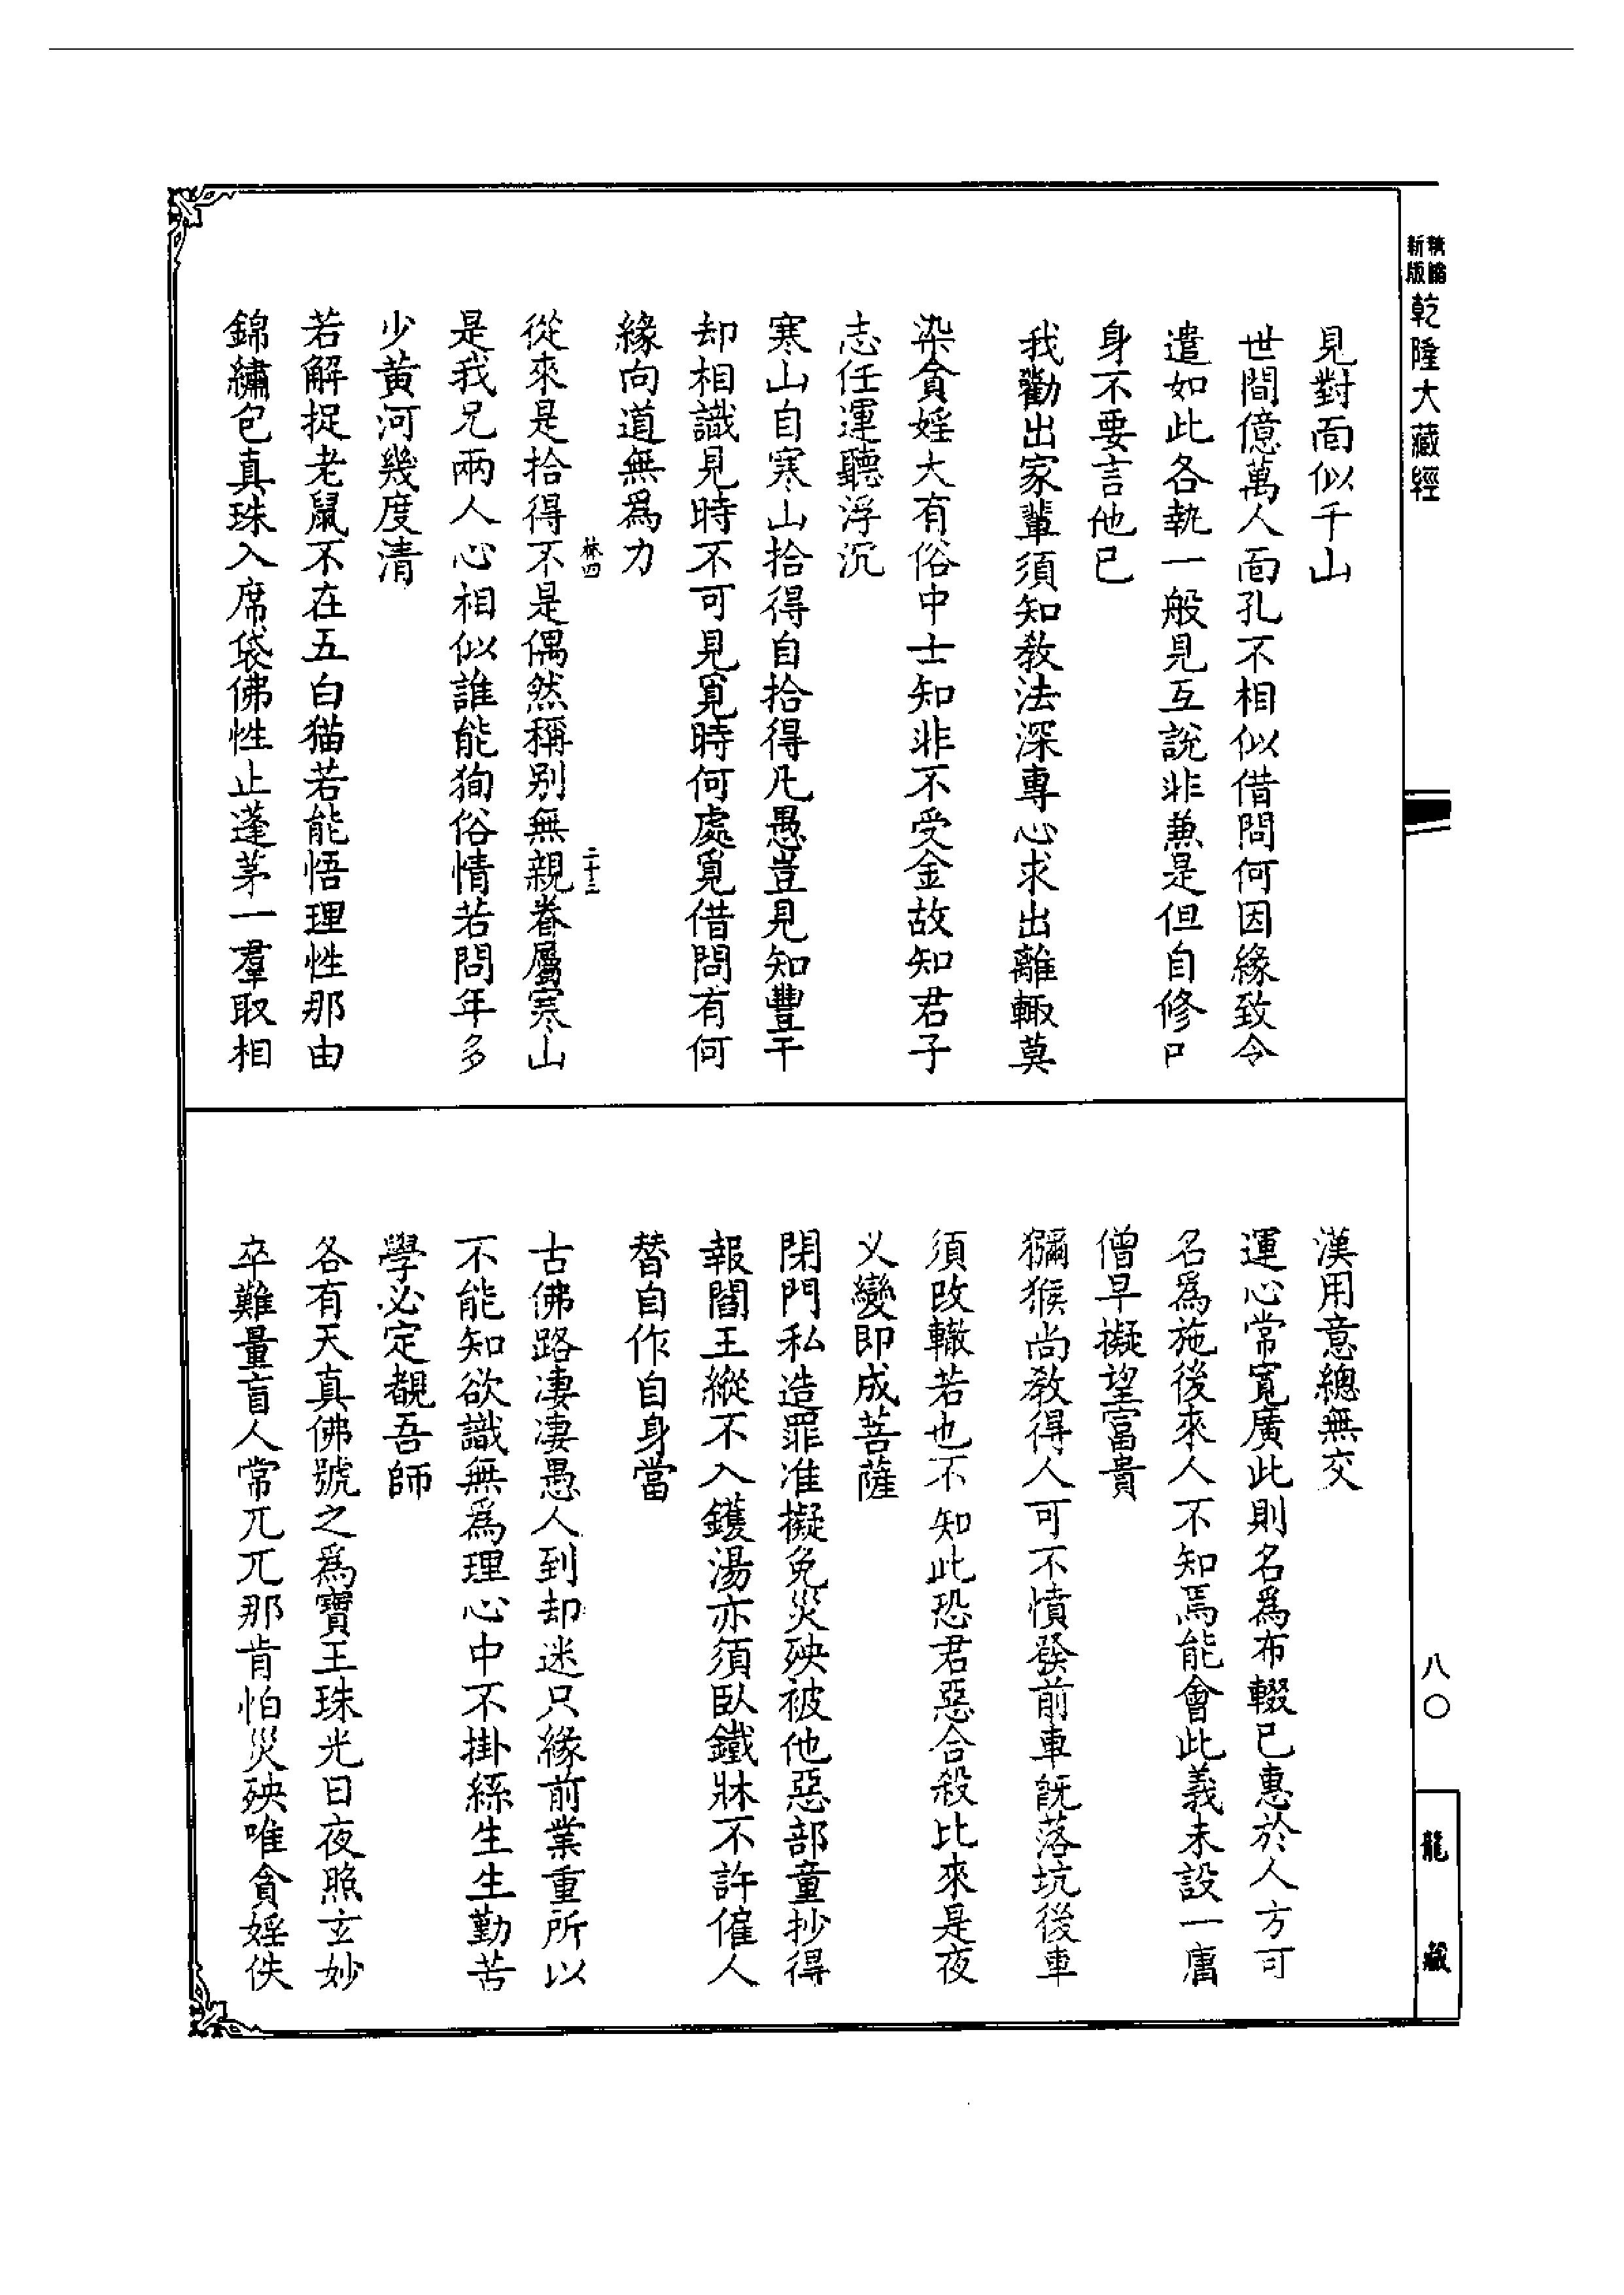 新版
精緻
乾隆大藏經
見對面似千山
世間億萬人面孔不相似借問何因緣致令
遣如此各執一般見互說非兼是但自修己
身不要言他已
我勸出家輩須知教法深專心求出離輙莫
染貪婬大有俗中士知非不受金故知君子
志任運聽浮沉
寒山自寒山拾得自拾得凡愚豈見知豐干
却相識見時不可見覓時何處覓借問有何
緣向道無為力
林四
二十三
從來是拾得不是偶然稱別無親眷屬寒山
是我兄兩人心相似誰能狥俗情若問年多
少黃河幾度清
若解捉老鼠不在五白猫若能悟理性那由
錦繡包真珠入席袋佛性止蓬茅一羣取相
漢用意總無交
運心常寬廣此則名為布輟已惠於人方可
名為施後來人不知焉能會此義未設一庸
僧早擬望富貴
獼猴尚教得人可不憤發前車既落坑後車
須改轍若也不知此恐君惡合殺比來是夜
义變即成菩薩
閉門私造罪准擬免災殃被他惡部童抄得
報閻王縱不入鑊湯亦須臥鐵牀不許僱人
替自作自身當
古佛路凄凄愚人到却迷只緣前業重所以
不能知欲識無為理心中不掛絲生生勤苦
學必定覩吾師
各有天真佛號之為寶王珠光日夜照玄妙
卒難量盲人常兀兀那肯怕災殃唯貪婬佚
八〇
龍藏